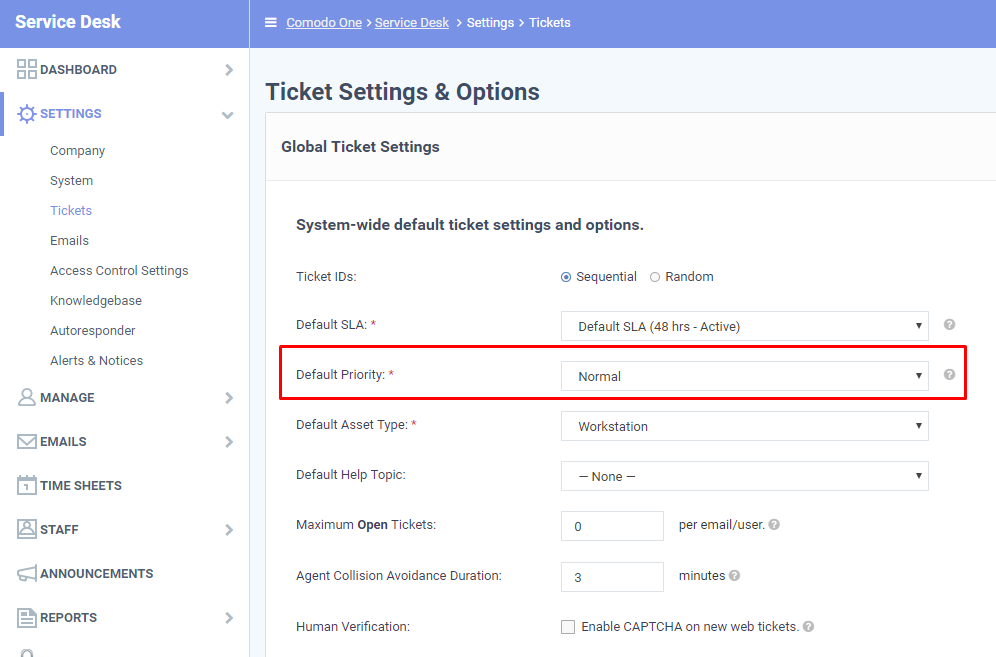 Service Desk
Comodo One > Service Desk > Settings > Tickets
DASHBOARD
SETTINGS
Company
System
Tickets
Emails
Access Control Settings
Knowledgebase
Autoresponder
Alerts & Notices
MANAGE
EMAILS
TIME SHEETS
STAFF
ANNOUNCEMENTS
REPORTS
Ticket Settings & Options
Global Ticket Settings
System-wide default ticket settings and options.
Ticket IDs: Sequential Random
Default SLA: * Default SLA (48 hrs - Active)
Default Priority: * Normal
Default Asset Type: * Workstation
Default Help Topic: — None —
Maximum Open Tickets: 0 per email/user.
Agent Collision Avoidance Duration: 3 minutes
Human Verification: Enable CAPTCHA on new web tickets.